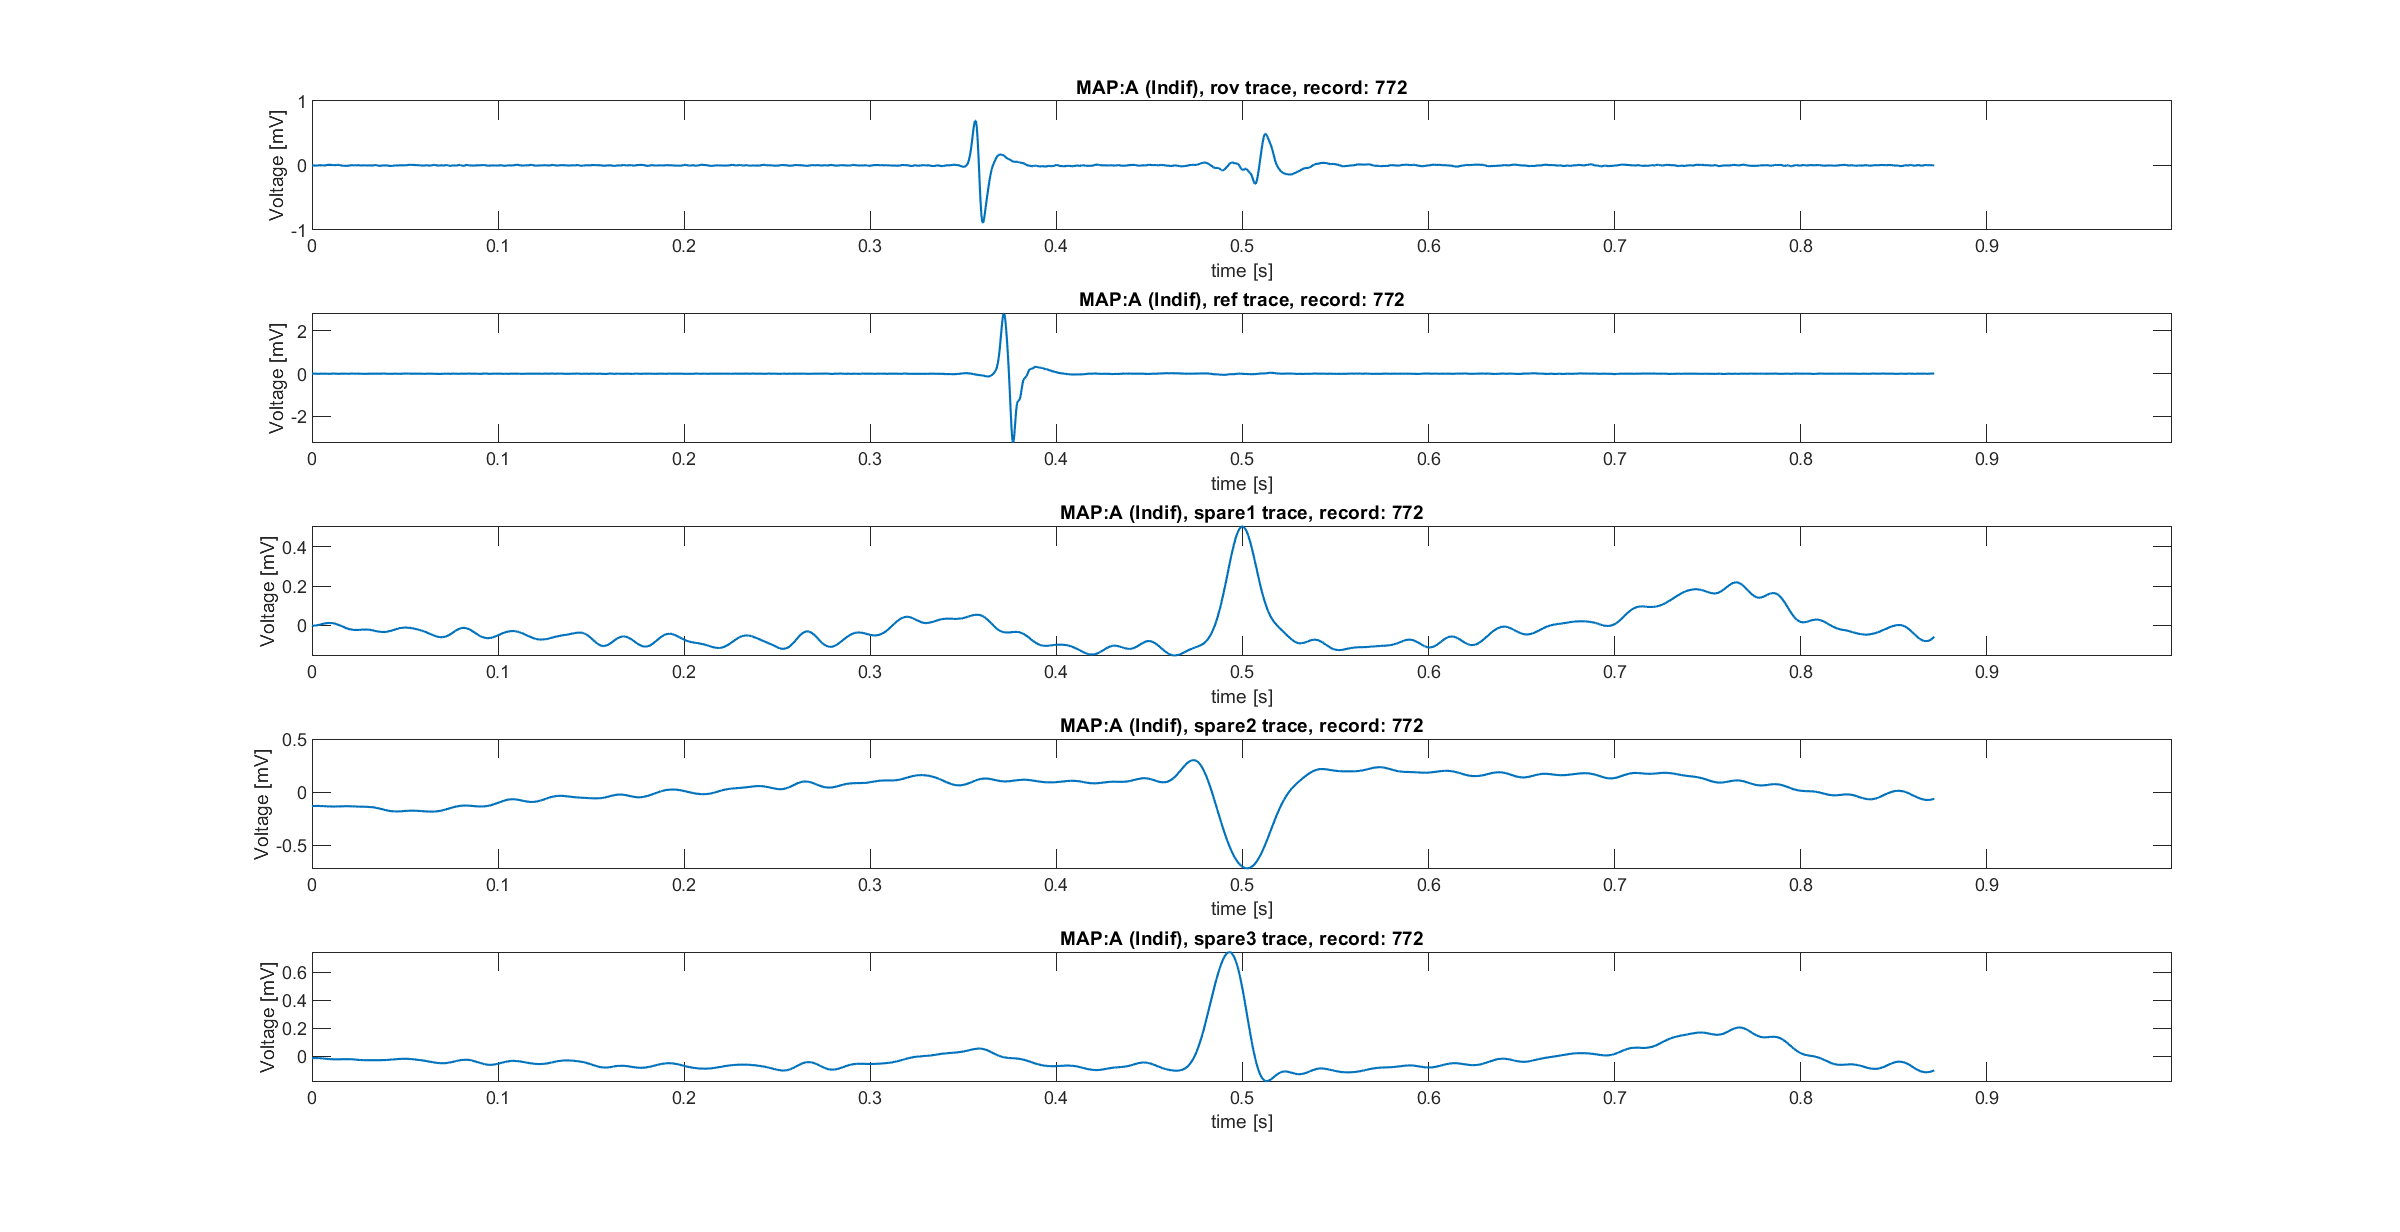 MAP:A (Indif), rov trace, record: 772
Voltage [mV]
1
0
-1
0 0.1 0.2 0.3 0.4 0.5 0.6 0.7 0.8 0.9
time [s]
MAP:A (Indif), ref trace, record: 772
Voltage [mV]
2
0
-2
0 0.1 0.2 0.3 0.4 0.5 0.6 0.7 0.8 0.9
time [s]
MAP:A (Indif), spare1 trace, record: 772
Voltage [mV]
0.4
0.2
0
0 0.1 0.2 0.3 0.4 0.5 0.6 0.7 0.8 0.9
time [s]
MAP:A (Indif), spare2 trace, record: 772
Voltage [mV]
0.5
0
-0.5
0 0.1 0.2 0.3 0.4 0.5 0.6 0.7 0.8 0.9
time [s]
MAP:A (Indif), spare3 trace, record: 772
Voltage [mV]
0.6
0.4
0.2
0
0 0.1 0.2 0.3 0.4 0.5 0.6 0.7 0.8 0.9
time [s]